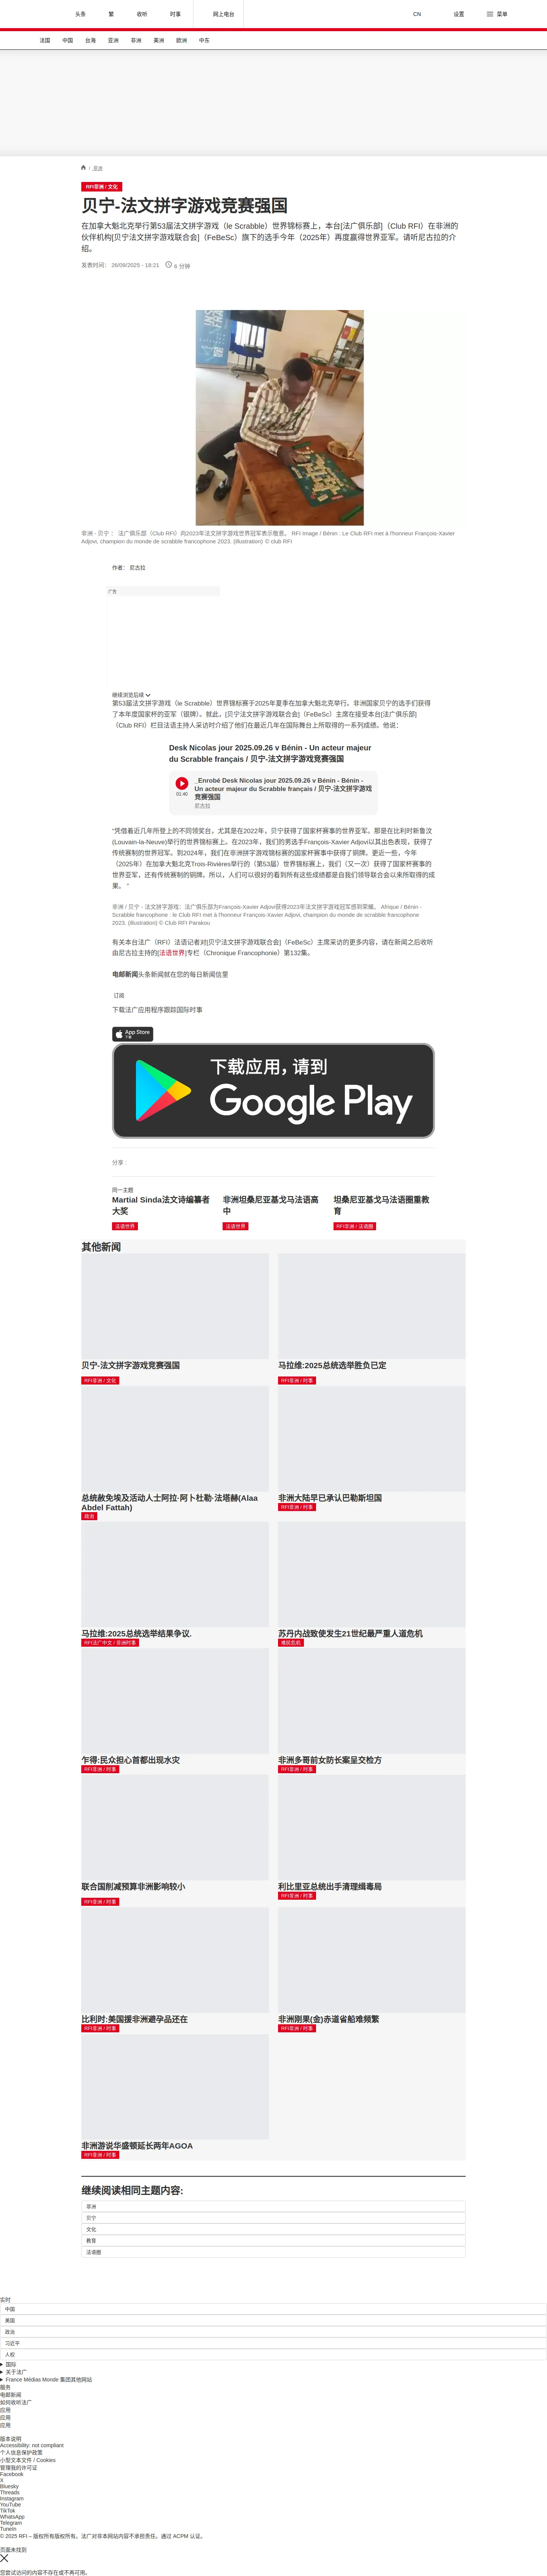 头条
繁
收听
时事
网上电台
CN
设置
菜单
法国
中国
台海
亚洲
非洲
美洲
欧洲
中东
/ 非洲
RFI非洲 / 文化
贝宁-法文拼字游戏竞赛强国
在加拿大魁北克举行第53届法文拼字游戏（le Scrabble）世界锦标赛上，本台[法广俱乐部]（Club RFI）在非洲的
伙伴机构[贝宁法文拼字游戏联合会]（FeBeSc）旗下的选手今年（2025年）再度赢得世界亚军。请听尼古拉的介
绍。
发表时间： 26/09/2025 - 18:21
6 分钟
非洲 - 贝宁 ： 法广俱乐部（Club RFI）向2023年法文拼字游戏世界冠军表示敬意。 RFI Image / Bénin : Le Club RFI met à l'honneur François-Xavier
Adjovi, champion du monde de scrabble francophone 2023. (Illustration) © club RFI
作者： 尼古拉
广告
继续浏览后续
第53届法文拼字游戏（le Scrabble）世界锦标赛于2025年夏季在加拿大魁北克举行。非洲国家贝宁的选手们获得
了本年度国家杯的亚军（银牌）。就此，[贝宁法文拼字游戏联合会]（FeBeSc）主席在接受本台[法广俱乐部]
（Club RFI）栏目法语主持人采访时介绍了他们在最近几年在国际舞台上所取得的一系列成绩。他说：
Desk Nicolas jour 2025.09.26 v Bénin - Un acteur majeur
du Scrabble français / 贝宁-法文拼字游戏竞赛强国
_Enrobé Desk Nicolas jour 2025.09.26 v Bénin - Bénin -
Un acteur majeur du Scrabble français / 贝宁-法文拼字游戏
竞赛强国
01:40
尼古拉
“凭借着近几年所登上的不同领奖台，尤其是在2022年，贝宁获得了国家杯赛事的世界亚军。那是在比利时新鲁汶
(Louvain-la-Neuve)举行的世界锦标赛上。在2023年，我们的男选手François-Xavier Adjovi以其出色表现，获得了
传统赛制的世界冠军。到2024年，我们在非洲拼字游戏锦标赛的国家杯赛事中获得了铜牌。更近一些，今年
（2025年）在加拿大魁北克Trois-Rivières举行的（第53届）世界锦标赛上，我们（又一次）获得了国家杯赛事的
世界亚军，还有传统赛制的铜牌。所以，人们可以很好的看到所有这些成绩都是自我们领导联合会以来所取得的成
果。 ”
非洲 / 贝宁 - 法文拼字游戏：法广俱乐部为François-Xavier Adjovi获得2023年法文拼字游戏冠军感到荣耀。 Afrique / Bénin -
Scrabble francophone : le Club RFI met à l'honneur François-Xavier Adjovi, champion du monde de scrabble francophone
2023. (Illustration) © Club RFI Parakou
有关本台法广（RFI）法语记者对[贝宁法文拼字游戏联合会]（FeBeSc）主席采访的更多内容，请在新闻之后收听
由尼古拉主持的[法语世界]专栏（Chronique Francophonie）第132集。
电邮新闻头条新闻就在您的每日新闻信里
订阅
下载法广应用程序跟踪国际时事
App Store
下载
下载应用，请到
Google Play
分享 :
同一主题
Martial Sinda法文诗编纂者
大奖
法语世界
非洲坦桑尼亚基戈马法语高
中
法语世界
坦桑尼亚基戈马法语圈重教
育
RFI非洲 / 法语圈
其他新闻
贝宁-法文拼字游戏竞赛强国
RFI非洲 / 文化
马拉维:2025总统选举胜负已定
RFI非洲 / 时事
总统赦免埃及活动人士阿拉·阿卜杜勒·法塔赫(Alaa
Abdel Fattah)
政治
非洲大陆早已承认巴勒斯坦国
RFI非洲 / 时事
马拉维:2025总统选举结果争议.
RFI法广中文 / 非洲时事
苏丹内战致使发生21世纪最严重人道危机
难民危机
乍得:民众担心首都出现水灾
RFI非洲 / 时事
非洲多哥前女防长案呈交检方
RFI非洲 / 时事
联合国削减预算非洲影响较小
RFI非洲 / 时事
利比里亚总统出手清理缉毒局
RFI非洲 / 时事
比利时:美国援非洲避孕品还在
RFI非洲 / 时事
非洲刚果(金)赤道省船难频繁
RFI非洲 / 时事
非洲游说华盛顿延长两年AGOA
RFI非洲 / 时事
继续阅读相同主题内容:
非洲
贝宁
文化
教育
法语圈
实时
中国
美国
政治
习近平
人权
国际
关于法广
France Médias Monde 集团其他网站
服务
电邮新闻
如何收听法广
应用
应用
应用
版本说明
Accessibility: not compliant
个人信息保护政策
小型文本文件 / Cookies
管理我的许可证
Facebook
X
Bluesky
Threads
Instagram
YouTube
TikTok
WhatsApp
Telegram
TuneIn
© 2025 RFI – 版权所有版权所有。法广对非本网站内容不承担责任。通过 ACPM 认证。
页面未找到
您尝试访问的内容不存在或不再可用。